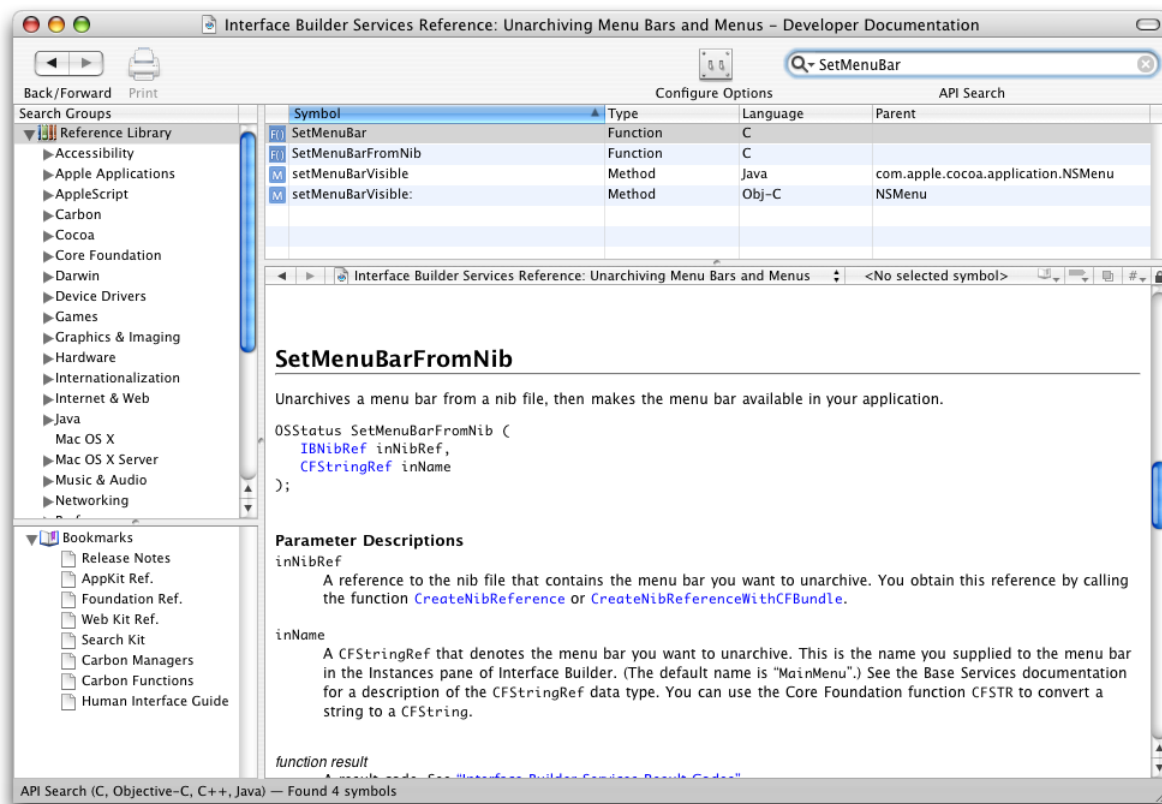 Interface Builder Services Reference: Unarchiving Menu Bars and Menus – Developer Documentation
SetMenuBar
Back/Forward Print Configure Options API Search
Search Groups
Reference Library
Accessibility
Apple Applications
AppleScript
Carbon
Cocoa
Core Foundation
Darwin
Device Drivers
Games
Graphics & Imaging
Hardware
Internationalization
Internet & Web
Java
Mac OS X
Mac OS X Server
Music & Audio
Networking
Bookmarks
Release Notes
AppKit Ref.
Foundation Ref.
Web Kit Ref.
Search Kit
Carbon Managers
Carbon Functions
Human Interface Guide
Symbol Type Language Parent
F() SetMenuBar Function C
F() SetMenuBarFromNib Function C
M setMenuBarVisible Method Java com.apple.cocoa.application.NSMenu
M setMenuBarVisible: Method Obj-C NSMenu
Interface Builder Services Reference: Unarchiving Menu Bars and Menus <No selected symbol> #
SetMenuBarFromNib
Unarchives a menu bar from a nib file, then makes the menu bar available in your application.
OSStatus SetMenuBarFromNib (
IBNibRef inNibRef,
CFStringRef inName
);
Parameter Descriptions
inNibRef
A reference to the nib file that contains the menu bar you want to unarchive. You obtain this reference by calling
the function CreateNibReference or CreateNibReferenceWithCFBundle.
inName
A CFStringRef that denotes the menu bar you want to unarchive. This is the name you supplied to the menu bar
in the Instances pane of Interface Builder. (The default name is “MainMenu”.) See the Base Services documentation
for a description of the CFStringRef data type. You can use the Core Foundation function CFSTR to convert a
string to a CFString.
function result
A result code. See “Interface Builder Services Result Codes”
API Search (C, Objective-C, C++, Java) — Found 4 symbols